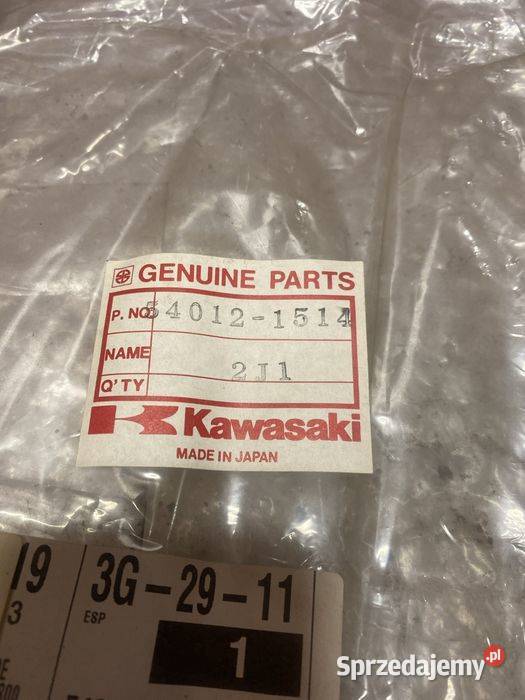 GENUINE PARTS
P. NO 54012-1514
NAME 2J1
Q'TY
Kawasaki
MADE IN JAPAN
19 3G-29-11
3 ESP
1
Sprzedajemy.pl